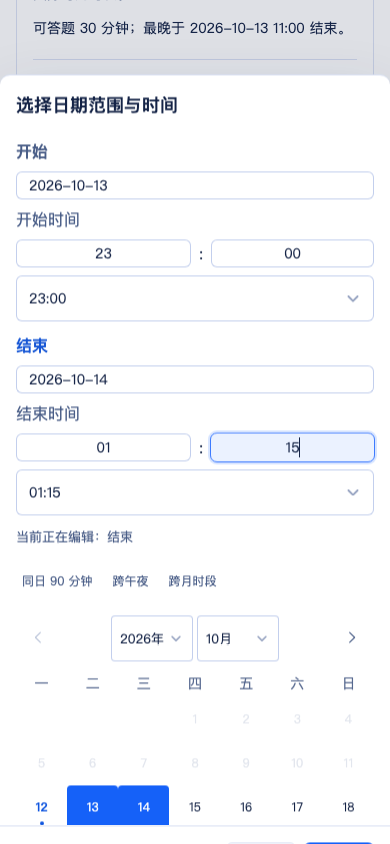 可答题 30 分钟；最晚于 2026-10-13 11:00 结束。
选择日期范围与时间
开始
2026-10-13
开始时间
23 : 00
23:00
结束
2026-10-14
结束时间
01 : 15
01:15
当前正在编辑：结束
同日 90 分钟 跨午夜 跨月时段
2026年 10月
一 二 三 四 五 六 日
1 2 3 4
5 6 7 8 9 10 11
12 13 14 15 16 17 18